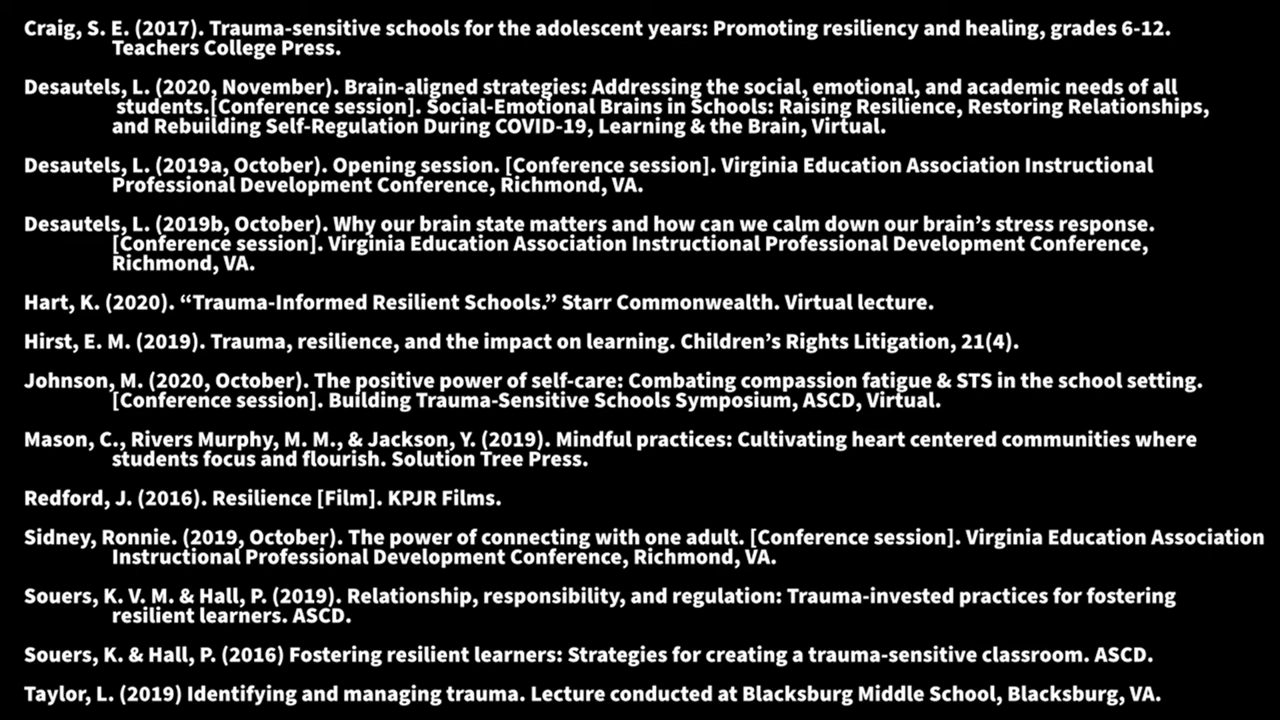 Craig, S. E. (2017). Trauma-sensitive schools for the adolescent years: Promoting resiliency and healing, grades 6-12.
Teachers College Press.
Desautels, L. (2020, November). Brain-aligned strategies: Addressing the social, emotional, and academic needs of all
students.[Conference session]. Social-Emotional Brains in Schools: Raising Resilience, Restoring Relationships,
and Rebuilding Self-Regulation During COVID-19, Learning & the Brain, Virtual.
Desautels, L. (2019a, October). Opening session. [Conference session]. Virginia Education Association Instructional
Professional Development Conference, Richmond, VA.
Desautels, L. (2019b, October). Why our brain state matters and how can we calm down our brain’s stress response.
[Conference session]. Virginia Education Association Instructional Professional Development Conference,
Richmond, VA.
Hart, K. (2020). “Trauma-Informed Resilient Schools.” Starr Commonwealth. Virtual lecture.
Hirst, E. M. (2019). Trauma, resilience, and the impact on learning. Children’s Rights Litigation, 21(4).
Johnson, M. (2020, October). The positive power of self-care: Combating compassion fatigue & STS in the school setting.
[Conference session]. Building Trauma-Sensitive Schools Symposium, ASCD, Virtual.
Mason, C., Rivers Murphy, M. M., & Jackson, Y. (2019). Mindful practices: Cultivating heart centered communities where
students focus and flourish. Solution Tree Press.
Redford, J. (2016). Resilience [Film]. KPJR Films.
Sidney, Ronnie. (2019, October). The power of connecting with one adult. [Conference session]. Virginia Education Association
Instructional Professional Development Conference, Richmond, VA.
Souers, K. V. M. & Hall, P. (2019). Relationship, responsibility, and regulation: Trauma-invested practices for fostering
resilient learners. ASCD.
Souers, K. & Hall, P. (2016) Fostering resilient learners: Strategies for creating a trauma-sensitive classroom. ASCD.
Taylor, L. (2019) Identifying and managing trauma. Lecture conducted at Blacksburg Middle School, Blacksburg, VA.